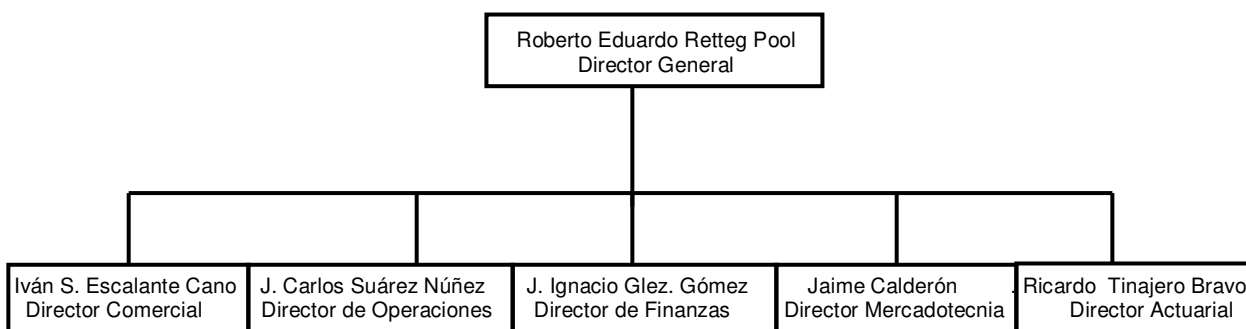 Roberto Eduardo Retteg Pool
Director General
Iván S. Escalante Cano
Director Comercial
J. Carlos Suárez Núñez
Director de Operaciones
J. Ignacio Glez. Gómez
Director de Finanzas
Jaime Calderón
Director Mercadotecnia
Ricardo Tinajero Bravo
Director Actuarial